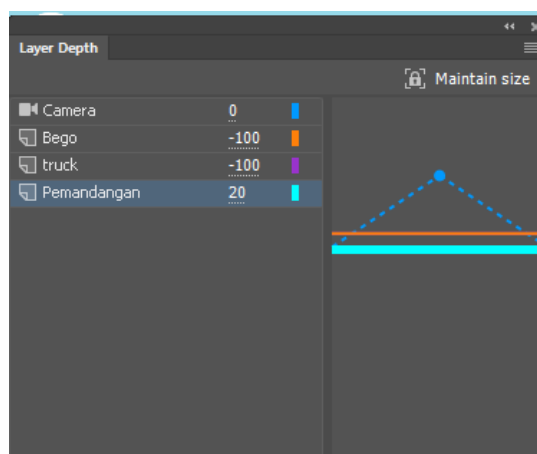 Layer Depth
Maintain size
Camera 0
Bego -100
truck -100
Pemandangan 20